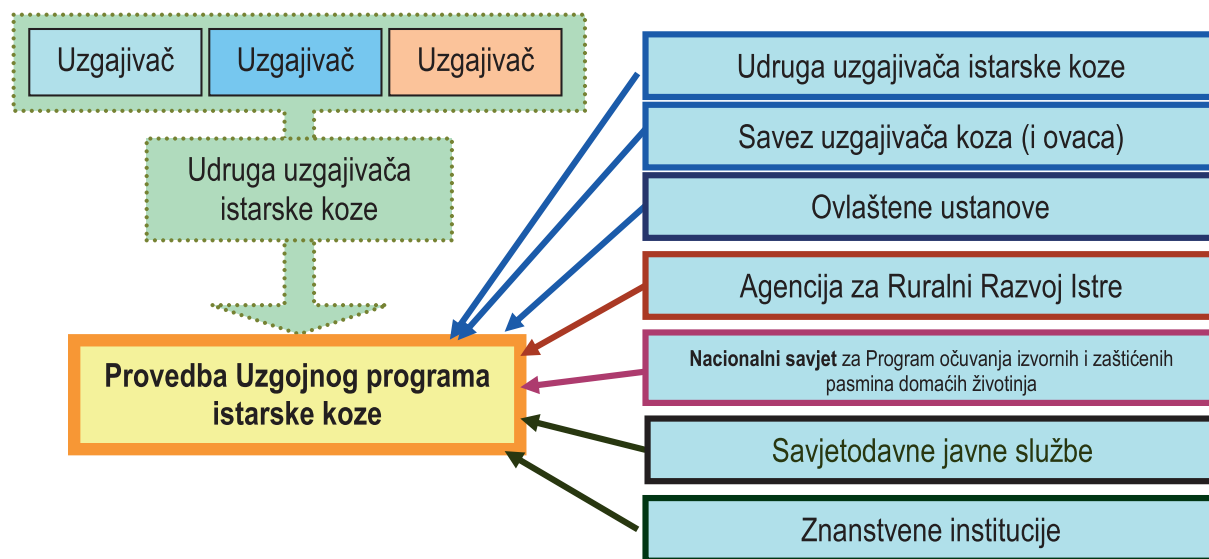 Uzgajivač
Uzgajivač
Uzgajivač
Udruga uzgajivača
istarske koze
Provedba Uzgojnog programa
istarske koze
Udruga uzgajivača istarske koze
Savez uzgajivača koza (i ovaca)
Ovlaštene ustanove
Agencija za Ruralni Razvoj Istre
Nacionalni savjet za Program očuvanja izvornih i zaštićenih
pasmina domaćih životinja
Savjetodavne javne službe
Znanstvene institucije